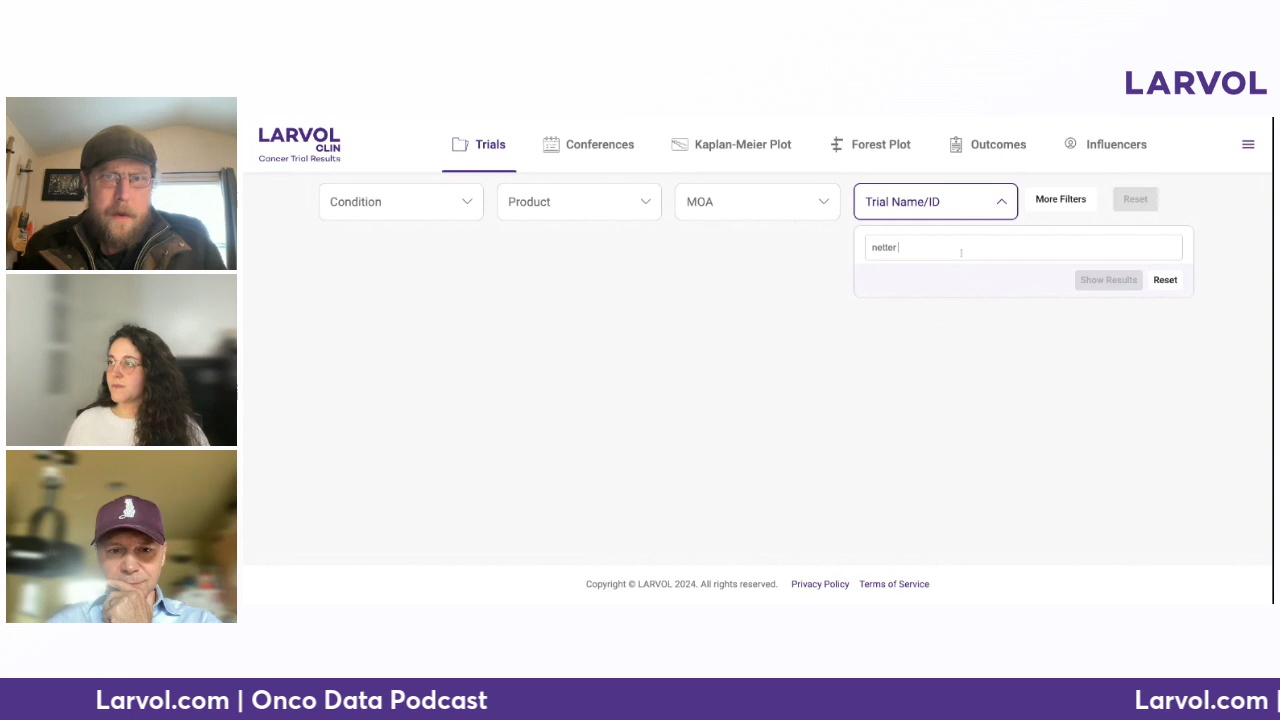 LARVOL
LARVOL
CLIN
Cancer Trial Results
Trials
Conferences
Kaplan-Meier Plot
Forest Plot
Outcomes
Influencers
Condition
Product
MOA
Trial Name/ID
More Filters
Reset
netter
Show Results
Reset
Copyright © LARVOL 2024. All rights reserved. Privacy Policy Terms of Service
Larvol.com | Onco Data Podcast
Larvol.com |